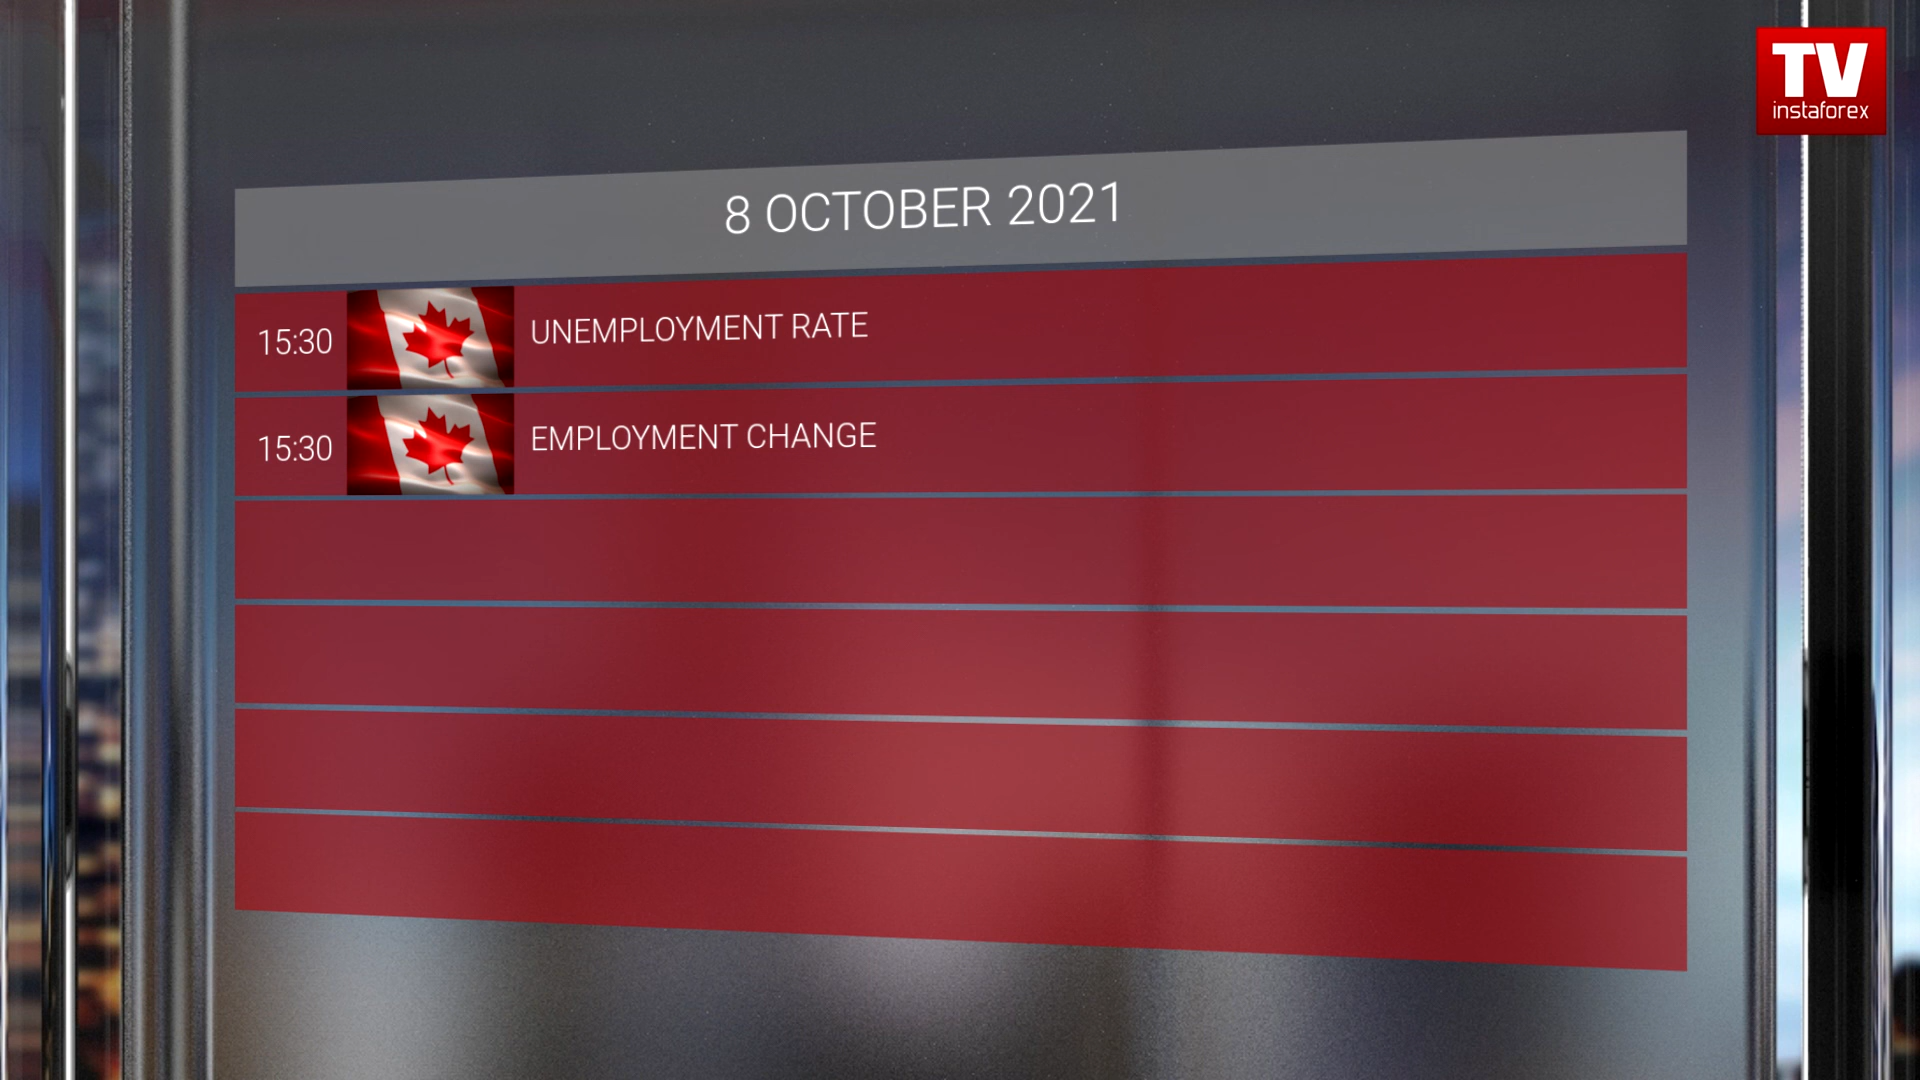 TV
instaforex
8 OCTOBER 2021
15:30 UNEMPLOYMENT RATE
15:30 EMPLOYMENT CHANGE